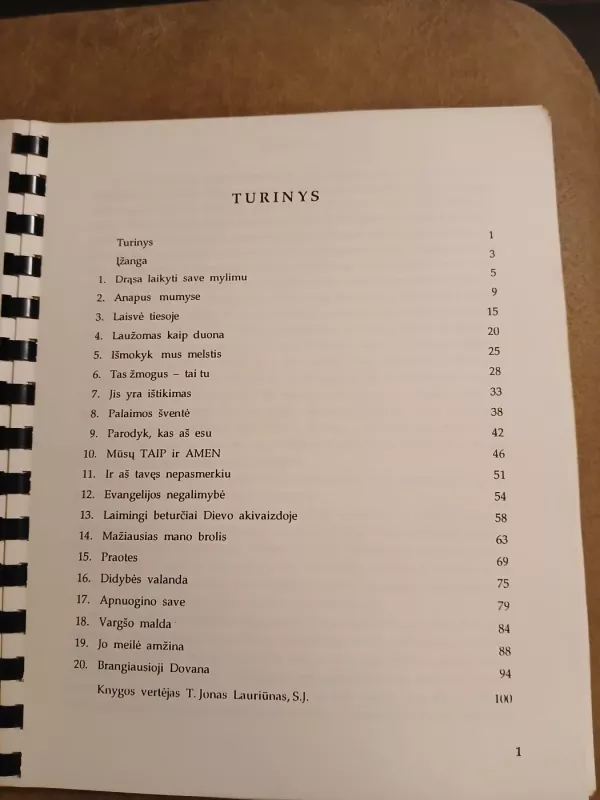 TURINYS
Turinys 1
Įžanga 3
1. Drąsa laikyti save mylimu 5
2. Anapus mumyse 9
3. Laisvė tiesoje 15
4. Laužomas kaip duona 20
5. Išmokyk mus melstis 25
6. Tas žmogus – tai tu 28
7. Jis yra ištikimas 33
8. Palaimos šventė 38
9. Parodyk, kas aš esu 42
10. Mūsų TAIP ir AMEN 46
11. Ir aš tavęs nepasmerkiu 51
12. Evangelijos negalimybė 54
13. Laimingi beturčiai Dievo akivaizdoje 58
14. Mažiausias mano brolis 63
15. Praotes 69
16. Didybės valanda 75
17. Apnuogino save 79
18. Vargšo malda 84
19. Jo meilė amžina 88
20. Brangiausioji Dovana 94
Knygos vertėjas T. Jonas Lauriūnas, S.J. 100
1